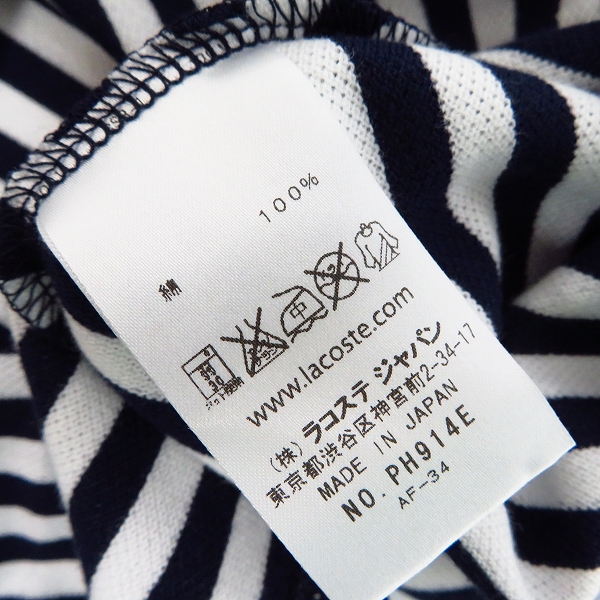 綿 100%
中
www.lacoste.com
(株) ラコステ ジャパン
東京都渋谷区神宮前2-34-17
MADE IN JAPAN
NO. PH914E
AF-34